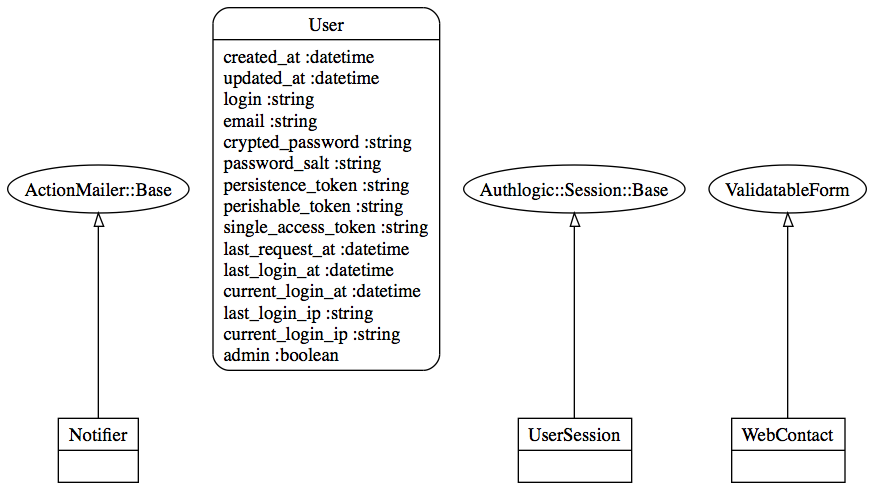 User
created_at :datetime
updated_at :datetime
login :string
email :string
crypted_password :string
password_salt :string
persistence_token :string
perishable_token :string
single_access_token :string
last_request_at :datetime
last_login_at :datetime
current_login_at :datetime
last_login_ip :string
current_login_ip :string
admin :boolean
ActionMailer::Base
Authlogic::Session::Base
ValidatableForm
Notifier
UserSession
WebContact